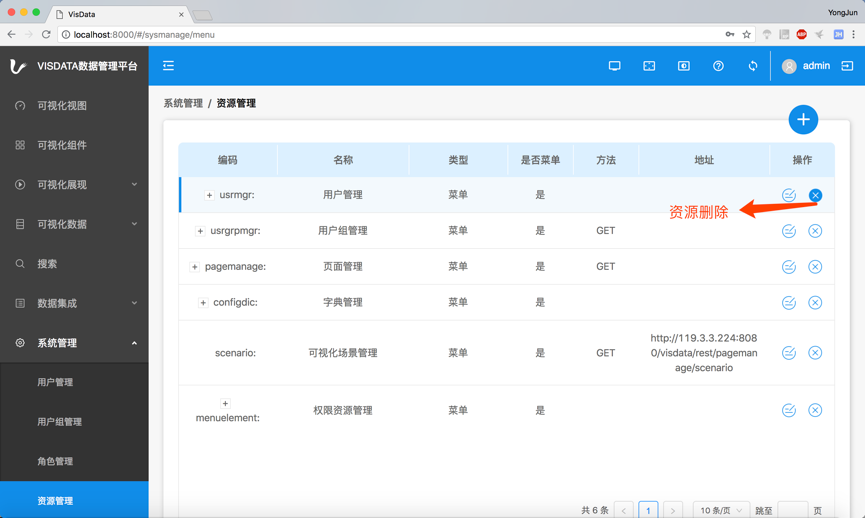 VisData
YongJun
localhost:8000/#/sysmanage/menu
ABP
JH
VISDATA数据管理平台
admin
可视化视图
可视化组件
可视化展现
可视化数据
搜索
数据集成
系统管理
用户管理
用户组管理
角色管理
资源管理
系统管理 / 资源管理
编码 名称 类型 是否菜单 方法 地址 操作
usrmgr: 用户管理 菜单 是
资源删除
usrgrpmgr: 用户组管理 菜单 是 GET
pagemanage: 页面管理 菜单 是 GET
configdic: 字典管理 菜单 是
scenario: 可视化场景管理 菜单 是 GET
http://119.3.3.224:808
0/visdata/rest/pageman
age/scenario
menuelement: 权限资源管理 菜单 是
共 6 条 1 10 条/页 跳至 页